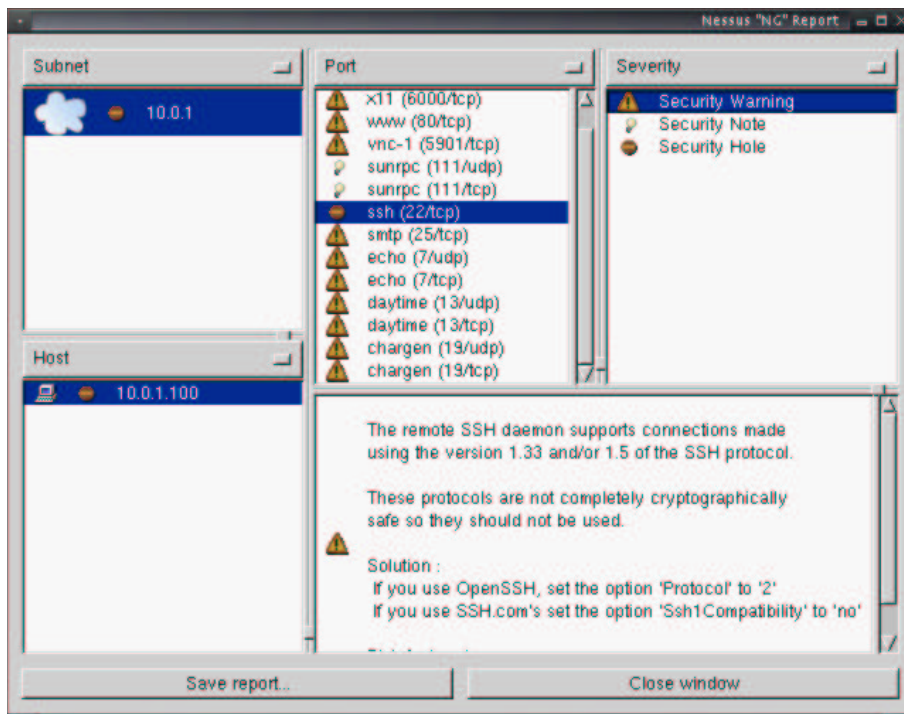 Nessus "NG" Report
Subnet
10.0.1
Port
x11 (6000/tcp)
www (80/tcp)
vnc-1 (5901/tcp)
sunrpc (111/udp)
sunrpc (111/tcp)
ssh (22/tcp)
smtp (25/tcp)
echo (7/udp)
echo (7/tcp)
daytime (13/udp)
daytime (13/tcp)
chargen (19/udp)
chargen (19/tcp)
Severity
Security Warning
Security Note
Security Hole
Host
10.0.1.100
The remote SSH daemon supports connections made
using the version 1.33 and/or 1.5 of the SSH protocol.
These protocols are not completely cryptographically
safe so they should not be used.
Solution :
If you use OpenSSH, set the option 'Protocol' to '2'
If you use SSH.com's set the option 'Ssh1Compatibility' to 'no'
Save report...
Close window